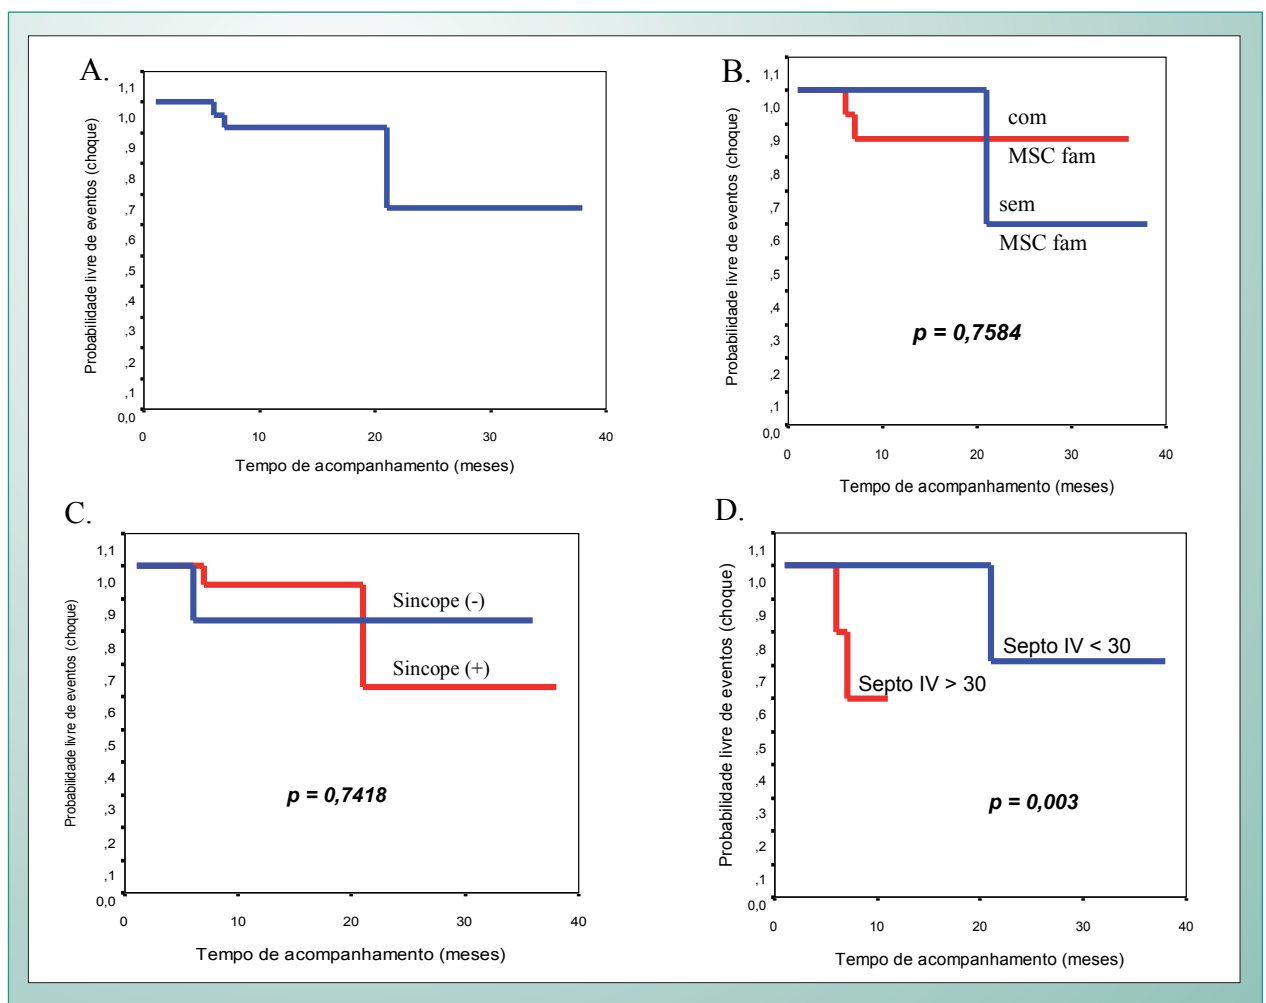 A.
Probabilidade livre de eventos (choque)
1,1
1,0
,9
,8
,7
,6
,5
,4
,3
,2
,1
0,0
0 10 20 30 40
Tempo de acompanhamento (meses)
B.
Probabilidade livre de eventos (choque)
1,1
1,0
,9
,8
,7
,6
,5
,4
,3
,2
,1
0,0
com
MSC fam
sem
MSC fam
p = 0,7584
0 10 20 30 40
Tempo de acompanhamento (meses)
C.
Probabilidade livre de eventos (choque)
1,1
1,0
,9
,8
,7
,6
,5
,4
,3
,2
,1
0,0
Sincope (-)
Sincope (+)
p = 0,7418
0 10 20 30 40
Tempo de acompanhamento (meses)
D.
Probabilidade livre de eventos (choque)
1,1
1,0
,9
,8
,7
,6
,5
,4
,3
,2
,1
0,0
Septo IV < 30
Septo IV > 30
p = 0,003
0 10 20 30 40
Tempo de acompanhamento (meses)